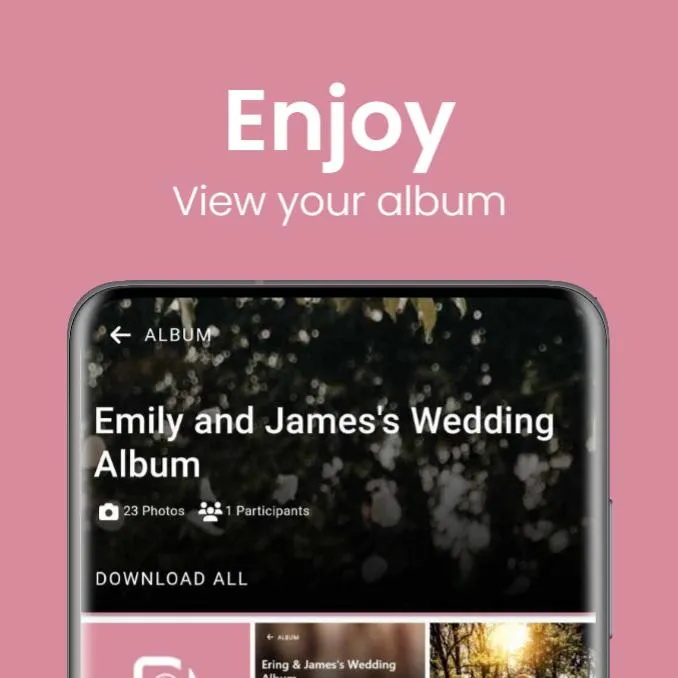 Enjoy
View your album
ALBUM
Emily and James's Wedding
Album
23 Photos 1 Participants
DOWNLOAD ALL
ALBUM
Ering & James's Wedding
Album